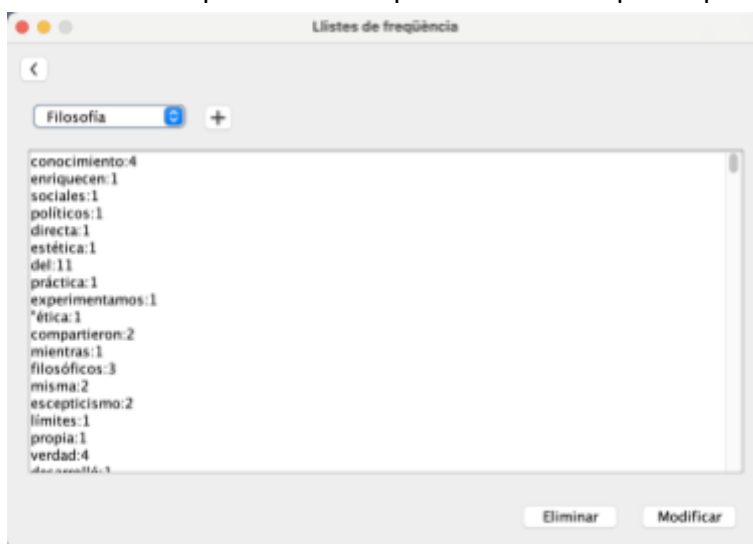 Llistes de freqüència
<
Filosofía +
conocimiento:4
enriquecen:1
sociales:1
políticos:1
directa:1
estética:1
del:11
práctica:1
experimentamos:1
"ética:1
compartieron:2
mientras:1
filosóficos:3
misma:2
escepticismo:2
límites:1
propia:1
verdad:4
Eliminar Modificar